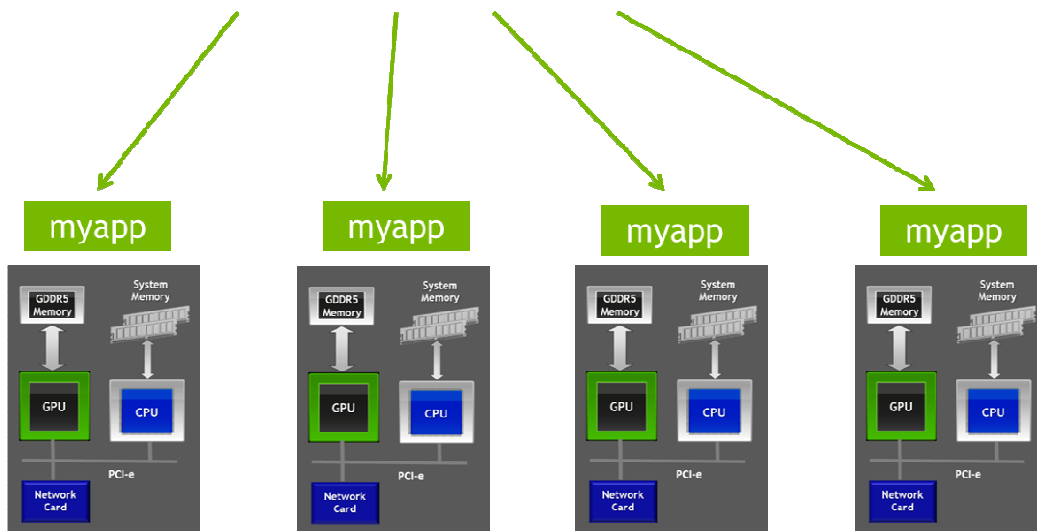 myapp
GDDR5
Memory
System
Memory
GPU
CPU
PCI-e
Network
Card
myapp
GDDR5
Memory
System
Memory
GPU
CPU
PCI-e
Network
Card
myapp
GDDR5
Memory
System
Memory
GPU
CPU
PCI-e
Network
Card
myapp
GDDR5
Memory
System
Memory
GPU
CPU
PCI-e
Network
Card